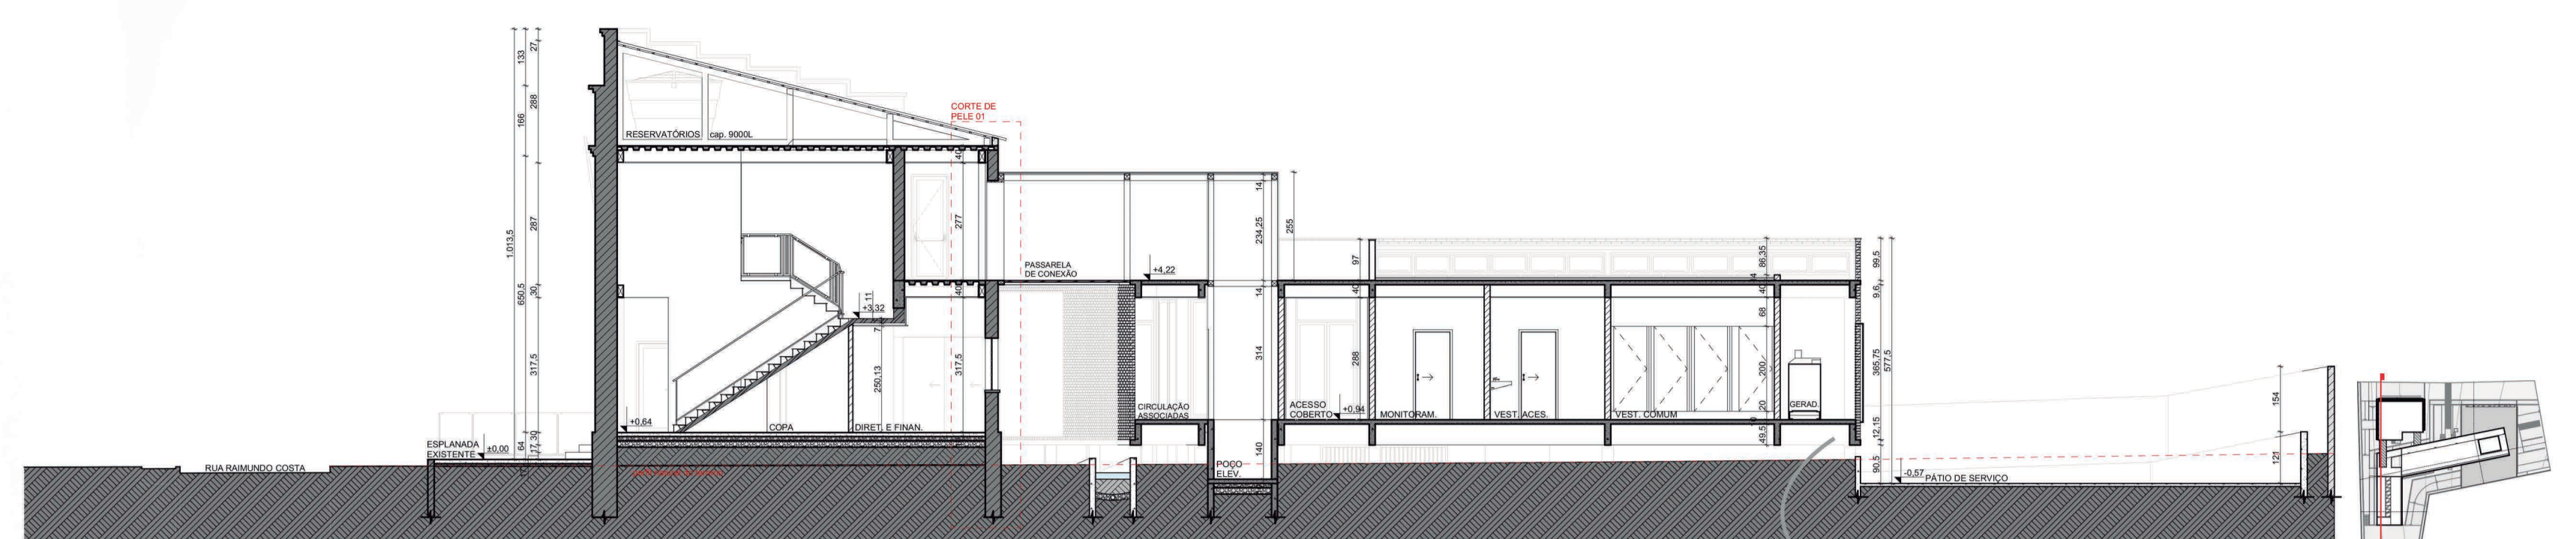 133
27
166
288
1.013,5
287
650,5
30
317,5
64
17
30
RESERVATÓRIOS cap. 9000L
CORTE DE
PELE 01
40
277
40
317,5
+3,32
11
7
250,13
+0,64
COPA
DIRET. E FINAN.
ESPLANADA
EXISTENTE
±0,00
RUA RAIMUNDO COSTA
PASSARELA
DE CONEXÃO
+4,22
14
234,25
255
14
314
140
CIRCULAÇÃO
ASSOCIADAS
POÇO
ELEV.
97
40
288
ACESSO
COBERTO
+0,94
MONITORAM.
VEST. ACES.
VEST. COMUM
GERAD.
86,35
4
40
68
200
20
49,5
99,5
9,6
365,75
577,5
12,15
90,5
-0,57
PÁTIO DE SERVIÇO
154
121